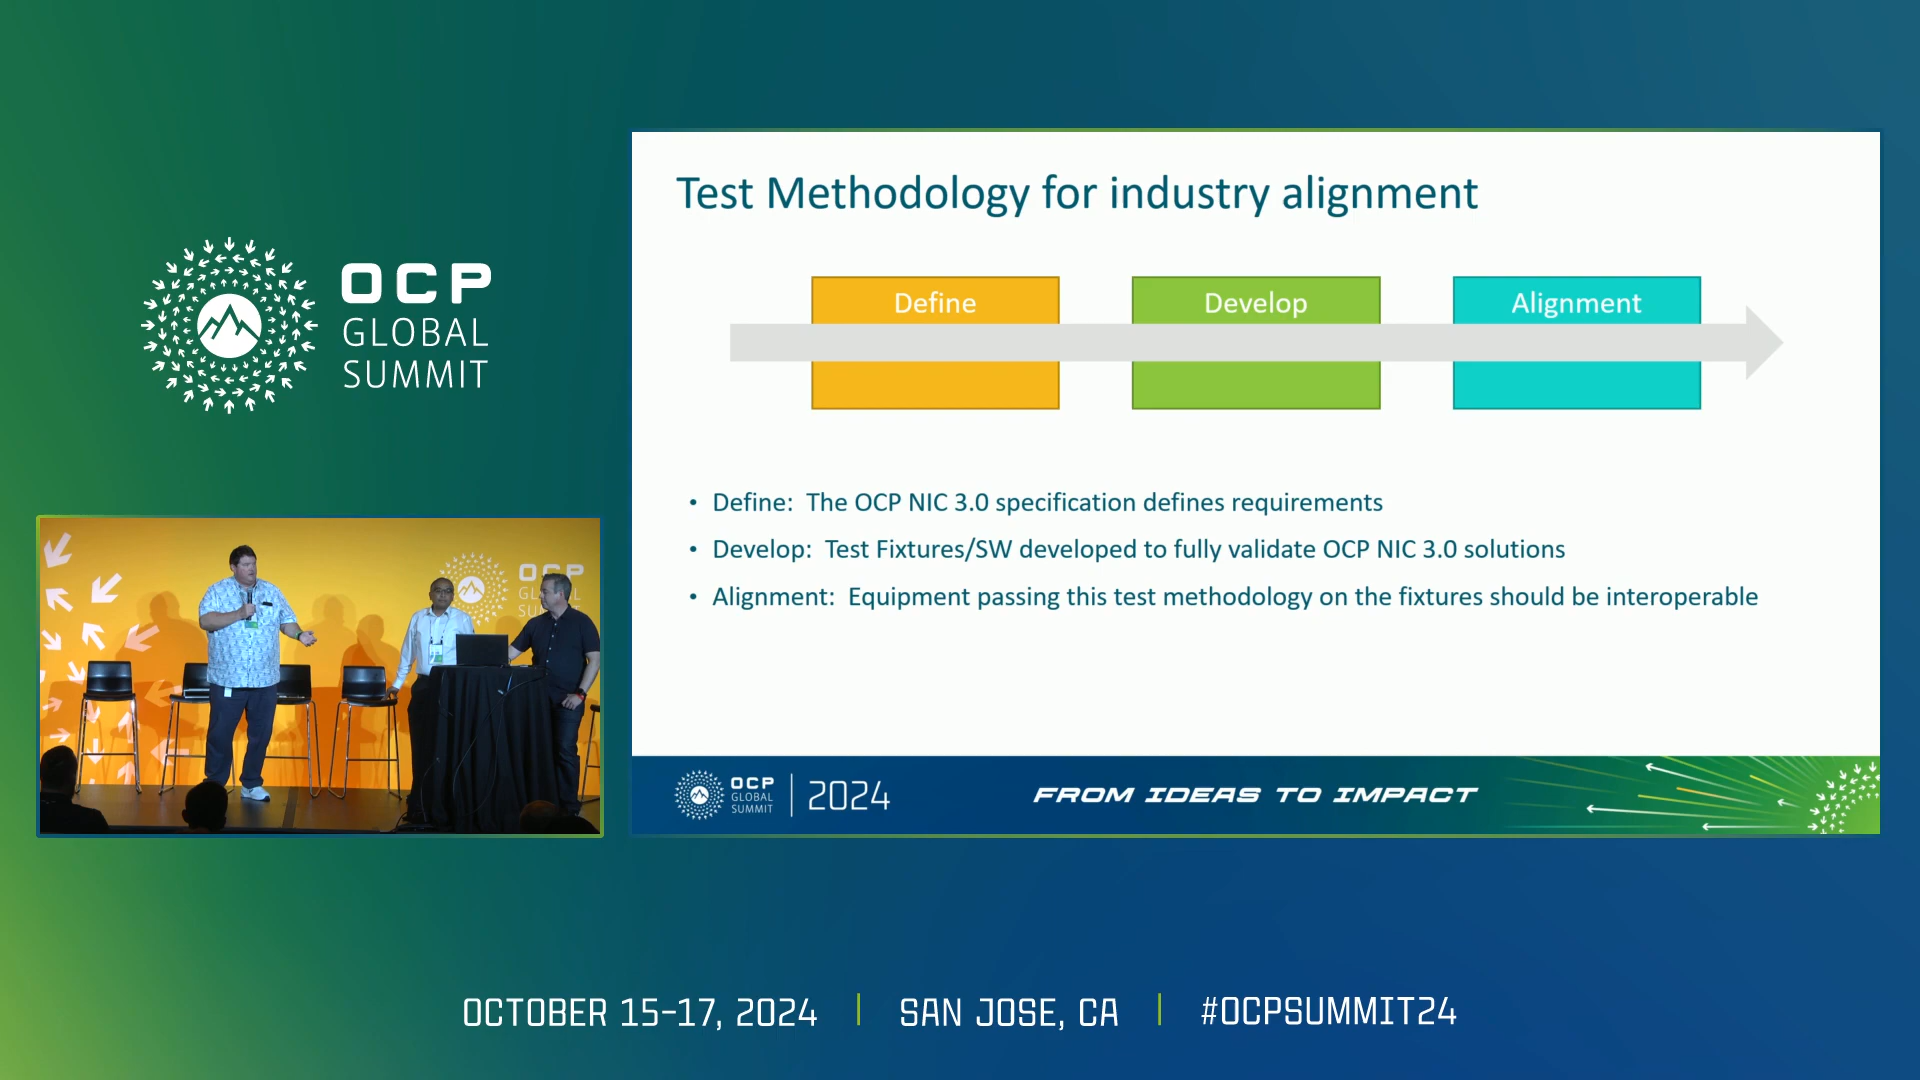 OCP
GLOBAL
SUMMIT
Test Methodology for industry alignment
Define
Develop
Alignment
• Define: The OCP NIC 3.0 specification defines requirements
• Develop: Test Fixtures/SW developed to fully validate OCP NIC 3.0 solutions
• Alignment: Equipment passing this test methodology on the fixtures should be interoperable
OCP
GLOBAL
SUMMIT
2024
FROM IDEAS TO IMPACT
OCP
GLOBAL
SUMMIT
OCTOBER 15-17, 2024
SAN JOSE, CA
#OCPSUMMIT24